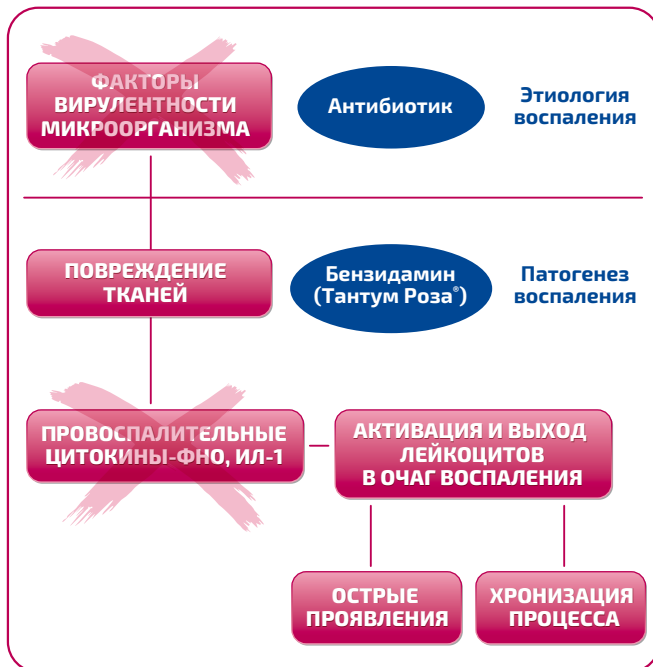 ФАКТОРЫ
ВИРУЛЕНТНОСТИ
МИКРООРГАНИЗМА
Антибиотик
Этиология
воспаления
ПОВРЕЖДЕНИЕ
ТКАНЕЙ
Бензидамин
(Тантум Роза®)
Патогенез
воспаления
ПРОВОСПАЛИТЕЛЬНЫЕ
ЦИТОКИНЫ-ФНО, ИЛ-1
АКТИВАЦИЯ И ВЫХОД
ЛЕЙКОЦИТОВ
В ОЧАГ ВОСПАЛЕНИЯ
ОСТРЫЕ
ПРОЯВЛЕНИЯ
ХРОНИЗАЦИЯ
ПРОЦЕССА